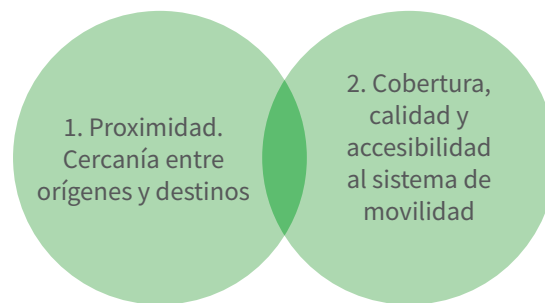 1. Proximidad.
Cercanía entre
orígenes y destinos
2. Cobertura,
calidad y
accesibilidad
al sistema de
movilidad